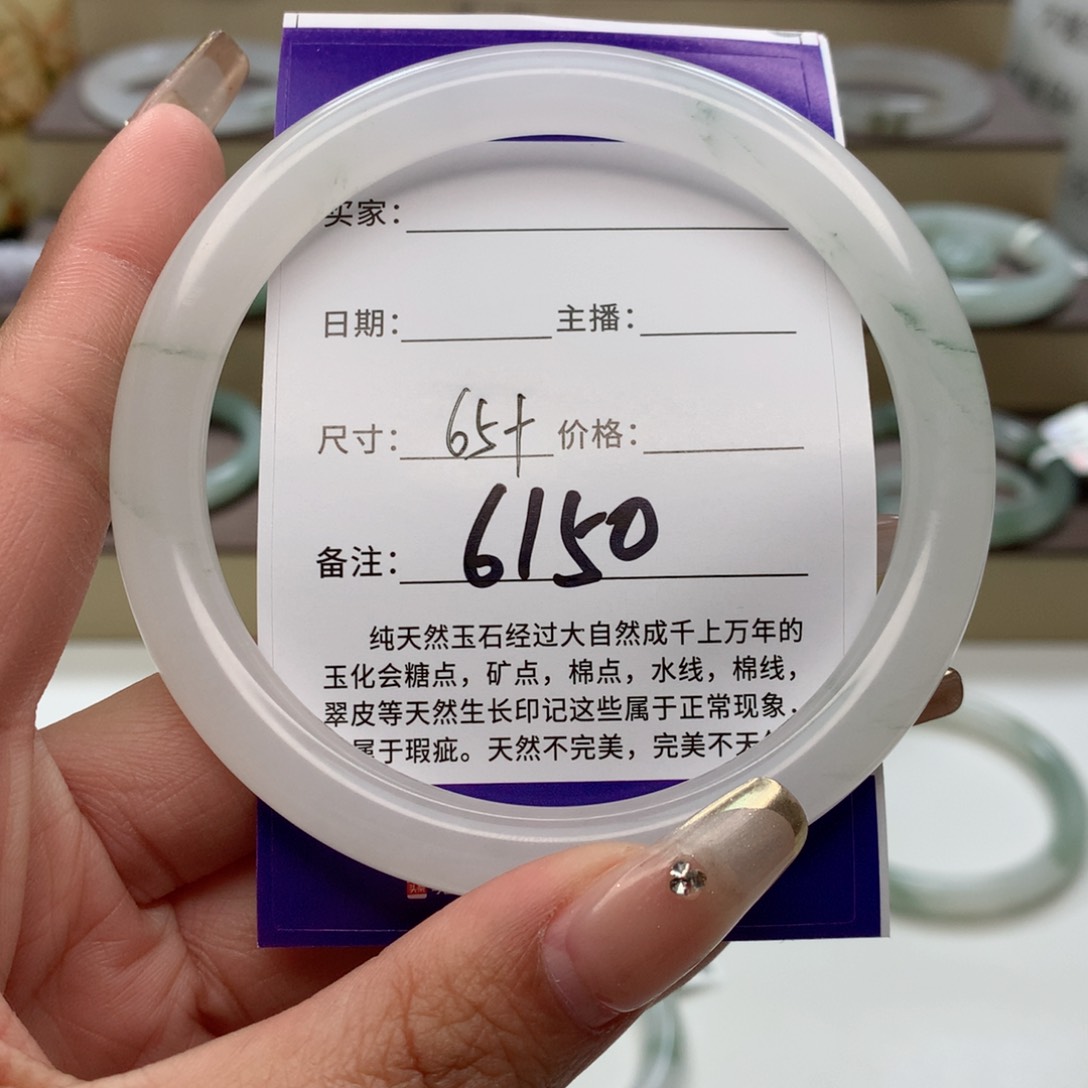 买家：
日期： 主播：
尺寸：65+ 价格：
备注：6150
纯天然玉石经过大自然成千上万年的
玉化会糖点，矿点，棉点，水线，棉线，
翠皮等天然生长印记这些属于正常现象.
属于瑕疵。天然不完美，完美不天